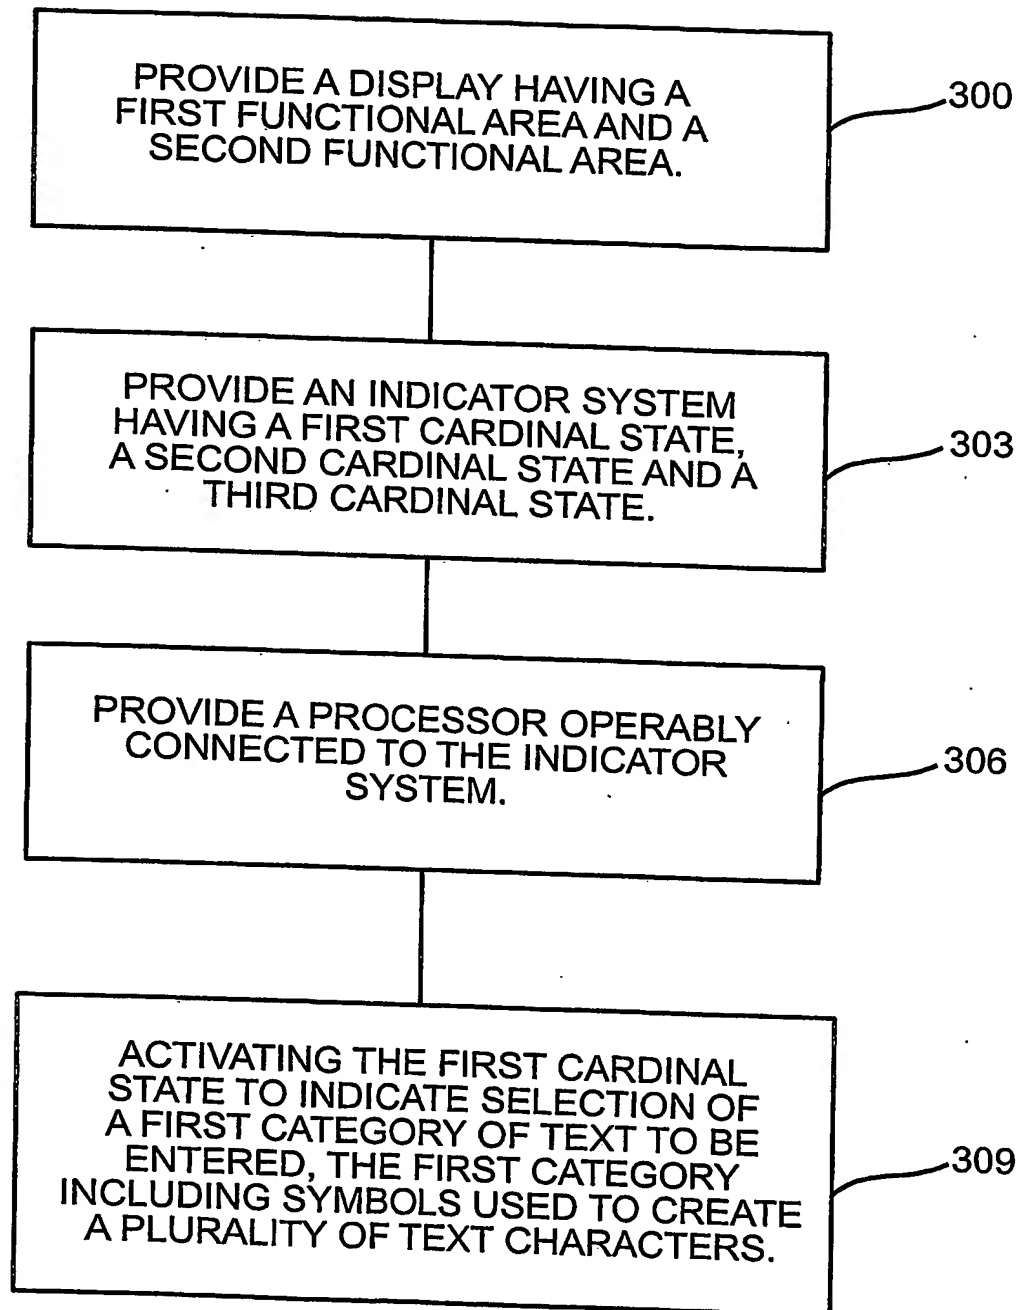 PROVIDE A DISPLAY HAVING A
FIRST FUNCTIONAL AREA AND A
SECOND FUNCTIONAL AREA.
300
PROVIDE AN INDICATOR SYSTEM
HAVING A FIRST CARDINAL STATE,
A SECOND CARDINAL STATE AND A
THIRD CARDINAL STATE.
303
PROVIDE A PROCESSOR OPERABLY
CONNECTED TO THE INDICATOR
SYSTEM.
306
ACTIVATING THE FIRST CARDINAL
STATE TO INDICATE SELECTION OF
A FIRST CATEGORY OF TEXT TO BE
ENTERED, THE FIRST CATEGORY
INCLUDING SYMBOLS USED TO CREATE
A PLURALITY OF TEXT CHARACTERS.
309